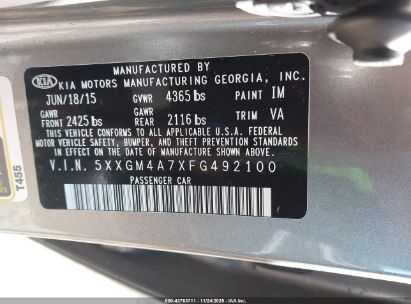 MANUFACTURED BY
KIA KIA MOTORS MANUFACTURING GEORGIA, INC.
JUN/18/15 GVWR 4365 lbs PAINT IM
GAWR FRONT 2425 lbs GAWR REAR 2116 lbs TRIM VA
THIS VEHICLE CONFORMS TO ALL APPLICABLE U.S.A. FEDERAL
MOTOR VEHICLE SAFETY, BUMPER, AND THEFT PREVENTION STANDARDS
IN EFFECT ON THE DATE OF MANUFACTURE SHOWN ABOVE.
V.I.N. 5XXGM4A7XFG492100
PASSENGER CAR
T455